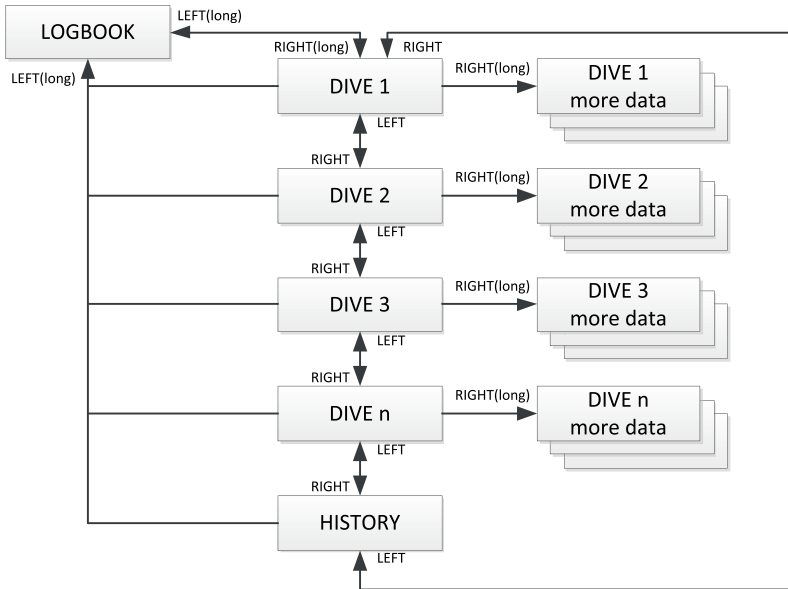 LOGBOOK
LEFT(long)
RIGHT(long)
RIGHT
LEFT(long)
DIVE 1
RIGHT(long)
DIVE 1
more data
LEFT
RIGHT
DIVE 2
RIGHT(long)
DIVE 2
more data
LEFT
RIGHT
DIVE 3
RIGHT(long)
DIVE 3
more data
LEFT
RIGHT
DIVE n
RIGHT(long)
DIVE n
more data
LEFT
RIGHT
HISTORY
LEFT